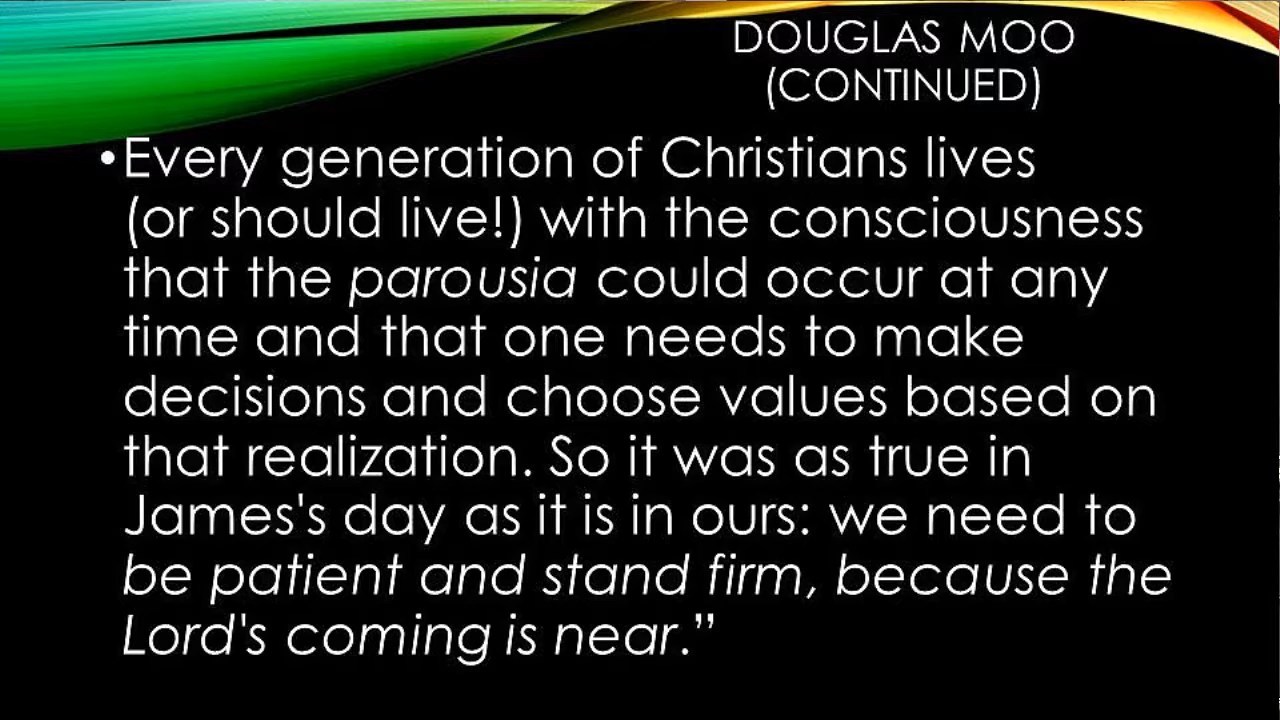 DOUGLAS MOO
(CONTINUED)
•Every generation of Christians lives
(or should live!) with the consciousness
that the parousia could occur at any
time and that one needs to make
decisions and choose values based on
that realization. So it was as true in
James's day as it is in ours: we need to
be patient and stand firm, because the
Lord's coming is near.”